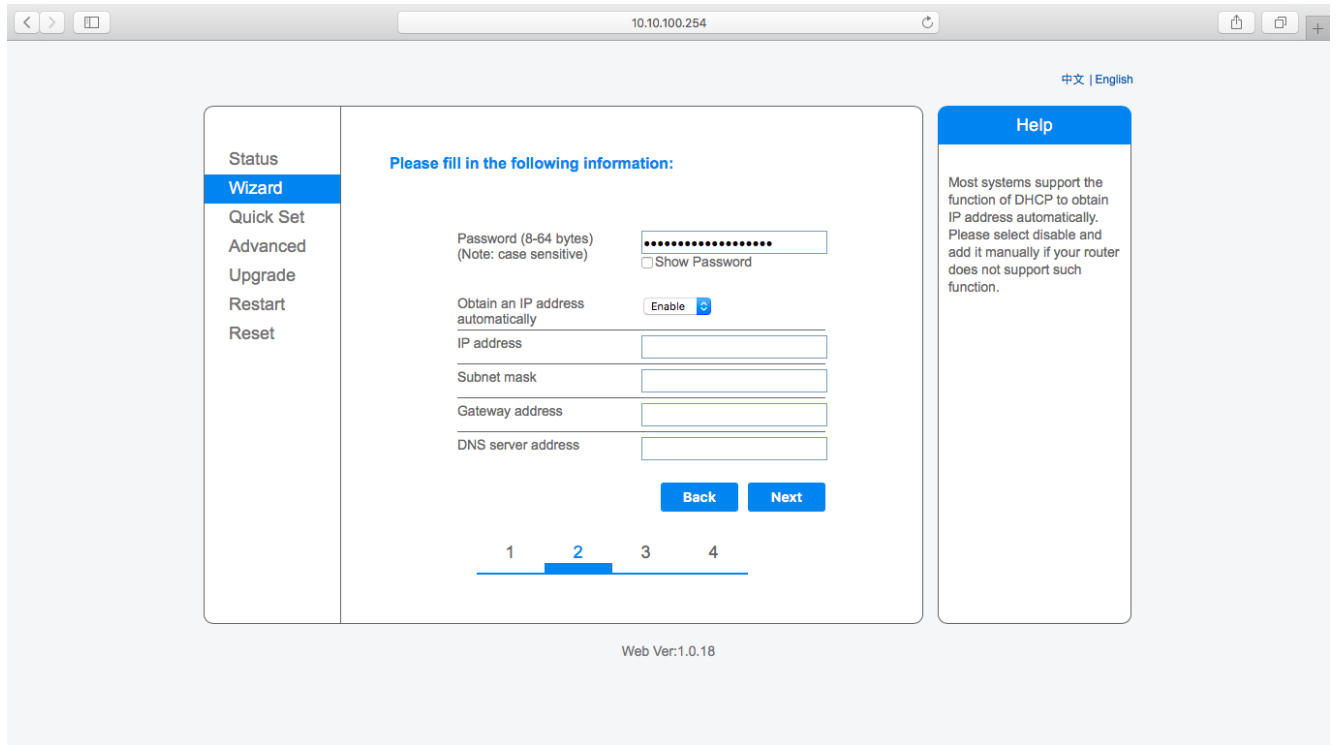 10.10.100.254
中文 | English
Status
Wizard
Quick Set
Advanced
Upgrade
Restart
Reset
Please fill in the following information:
Password (8-64 bytes)
(Note: case sensitive)
•••••••••••••••••••
Show Password
Obtain an IP address
automatically
Enable
IP address
Subnet mask
Gateway address
DNS server address
Back Next
1 2 3 4
Help
Most systems support the
function of DHCP to obtain
IP address automatically.
Please select disable and
add it manually if your router
does not support such
function.
Web Ver:1.0.18